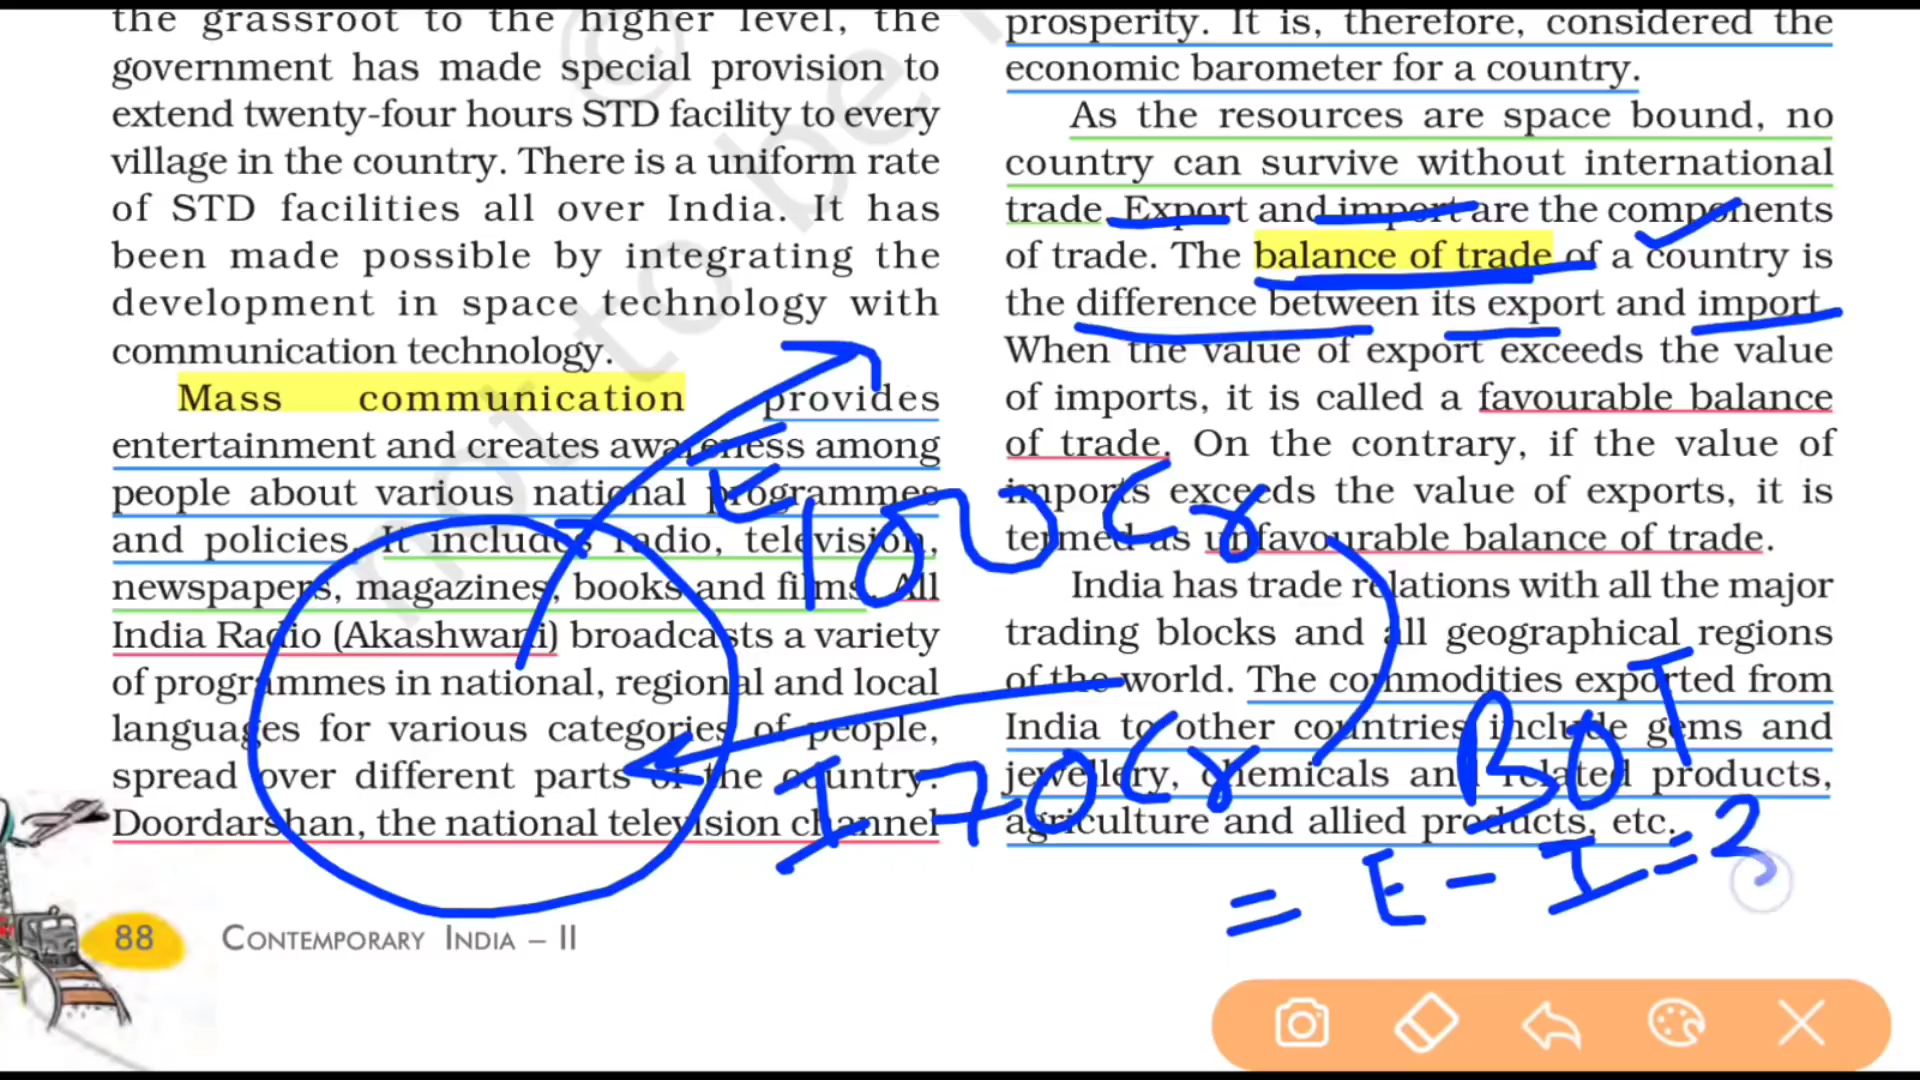 the grassroot to the higher level, the
government has made special provision to
extend twenty-four hours STD facility to every
village in the country. There is a uniform rate
of STD facilities all over India. It has
been made possible by integrating the
development in space technology with
communication technology.
Mass communication provides
entertainment and creates awareness among
people about various national programmes
and policies. It includes radio, television,
newspapers, magazines, books and films. All
India Radio (Akashwani) broadcasts a variety
of programmes in national, regional and local
languages for various categories of people,
spread over different parts of the country.
Doordarshan, the national television channel
88 CONTEMPORARY INDIA – II
prosperity. It is, therefore, considered the
economic barometer for a country.
As the resources are space bound, no
country can survive without international
trade. Export and import are the components
of trade. The balance of trade of a country is
the difference between its export and import.
When the value of export exceeds the value
of imports, it is called a favourable balance
of trade. On the contrary, if the value of
imports exceeds the value of exports, it is
termed as unfavourable balance of trade.
India has trade relations with all the major
trading blocks and all geographical regions
of the world. The commodities exported from
India to other countries include gems and
jewellery, chemicals and related products,
agriculture and allied products, etc.
E 100 Cr
I 70 Cr
BOT
= E - I = 3
not to be